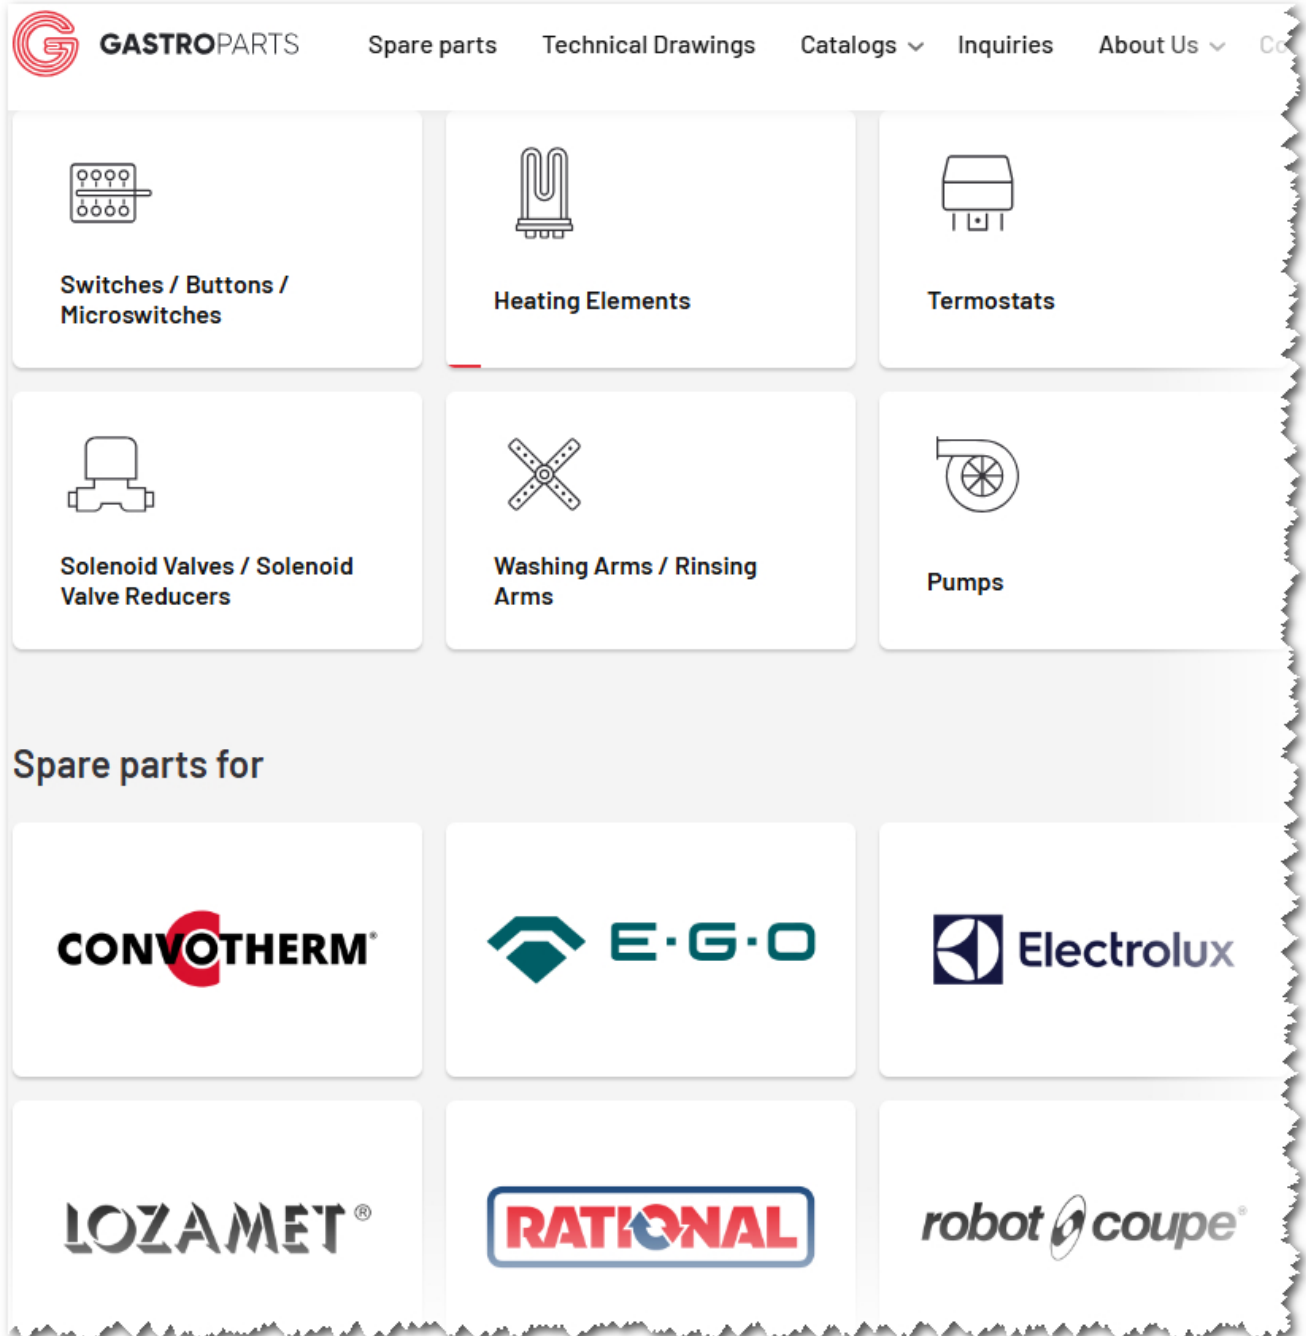 GASTROPARTS Spare parts Technical Drawings Catalogs Inquiries About Us
Switches / Buttons /
Microswitches
Heating Elements
Termostats
Solenoid Valves / Solenoid
Valve Reducers
Washing Arms / Rinsing
Arms
Pumps
Spare parts for
CONVOTHERM®
E·G·O
Electrolux
LOZAMET®
RATIONAL
robot coupe®